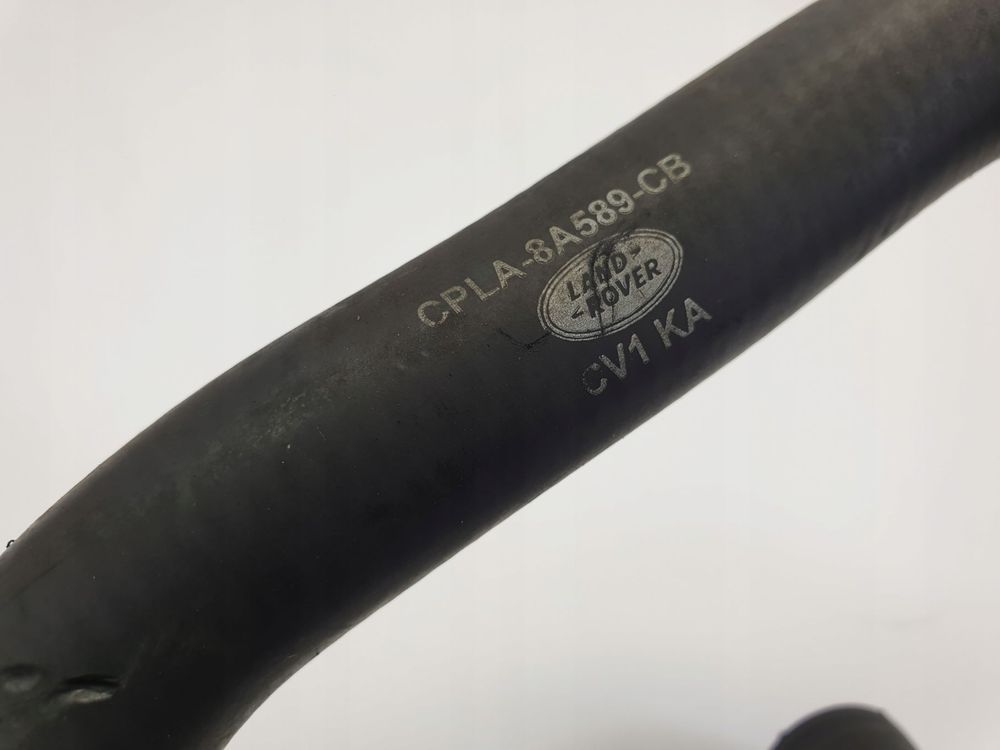 CPLA-8A589-CB
LAND-
-ROVER
CV1 KA